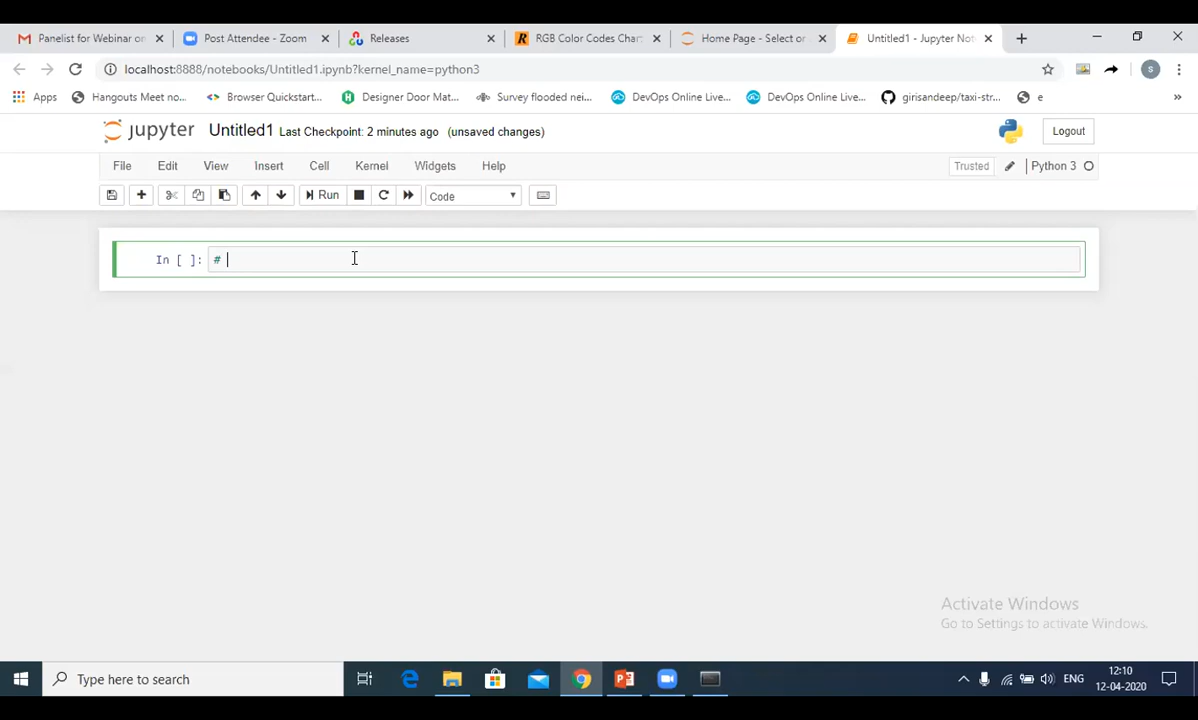 Panelist for Webinar on
Post Attendee - Zoom
Releases
RGB Color Codes Char
Home Page - Select or
Untitled1 - Jupyter Not
localhost:8888/notebooks/Untitled1.ipynb?kernel_name=python3
Apps
Hangouts Meet no...
Browser Quickstart...
Designer Door Mat...
Survey flooded nei...
DevOps Online Live...
DevOps Online Live...
girisandeep/taxi-str...
e
jupyter Untitled1 Last Checkpoint: 2 minutes ago (unsaved changes)
Logout
File Edit View Insert Cell Kernel Widgets Help
Trusted
Python 3
Run
Code
In [ ]: #
Activate Windows
Go to Settings to activate Windows.
Type here to search
ENG
12:10
12-04-2020